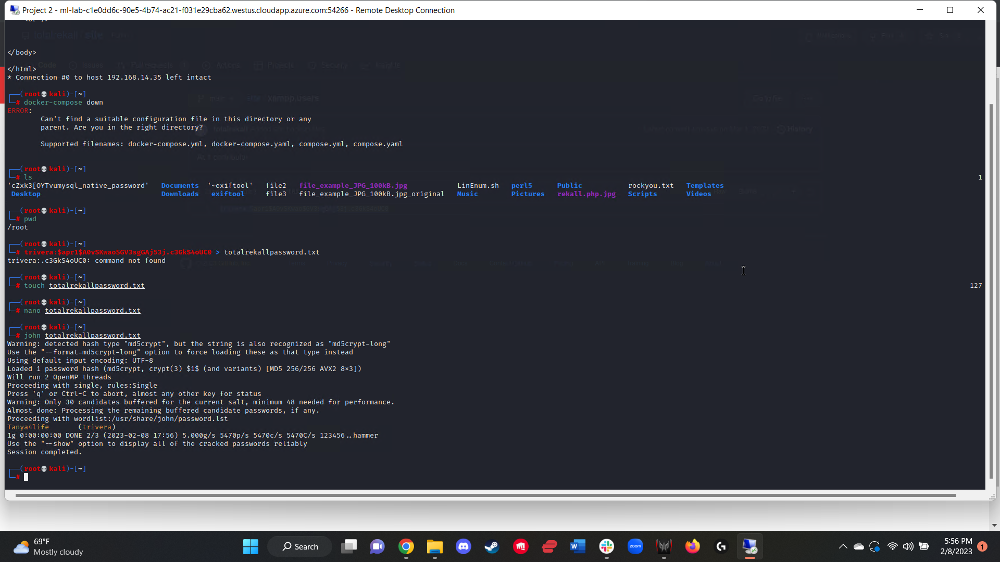 Project 2 - ml-lab-c1e0dd6c-90e5-4b74-ac21-f031e29cba62.westus.cloudapp.azure.com:54266 - Remote Desktop Connection
</body>
</html>
* Connection #0 to host 192.168.14.35 left intact
┌──(root💀kali)-[~]
└─# docker-compose down
ERROR:
Can't find a suitable configuration file in this directory or any
parent. Are you in the right directory?
Supported filenames: docker-compose.yml, docker-compose.yaml, compose.yml, compose.yaml
┌──(root💀kali)-[~]
└─# ls 1
'cZxk3[OYTvumysql_native_password' Documents '~exiftool' file2 file_example_JPG_100kB.jpg LinEnum.sh perl5 Public rockyou.txt Templates
Desktop Downloads exiftool file3 file_example_JPG_100kB.jpg_original Music Pictures rekall.php.jpg Scripts Videos
┌──(root💀kali)-[~]
└─# pwd
/root
┌──(root💀kali)-[~]
└─# trivera:$apr1$A0vSKwao$GV3sgGAj53j.c3GkS4oUC0 > totalrekallpassword.txt
trivera:.c3GkS4oUC0: command not found
┌──(root💀kali)-[~]
└─# touch totalrekallpassword.txt 127
┌──(root💀kali)-[~]
└─# nano totalrekallpassword.txt
┌──(root💀kali)-[~]
└─# john totalrekallpassword.txt
Warning: detected hash type "md5crypt", but the string is also recognized as "md5crypt-long"
Use the "--format=md5crypt-long" option to force loading these as that type instead
Using default input encoding: UTF-8
Loaded 1 password hash (md5crypt, crypt(3) $1$ (and variants) [MD5 256/256 AVX2 8×3])
Will run 2 OpenMP threads
Proceeding with single, rules:Single
Press 'q' or Ctrl-C to abort, almost any other key for status
Warning: Only 30 candidates buffered for the current salt, minimum 48 needed for performance.
Almost done: Processing the remaining buffered candidate passwords, if any.
Proceeding with wordlist:/usr/share/john/password.lst
Tanya4life (trivera)
1g 0:00:00:00 DONE 2/3 (2023-02-08 17:56) 5.000g/s 5470p/s 5470c/s 5470C/s 123456..hammer
Use the "--show" option to display all of the cracked passwords reliably
Session completed.
┌──(root💀kali)-[~]
└─#
69°F
Mostly cloudy
Search
zoom
5:56 PM
2/8/2023
1